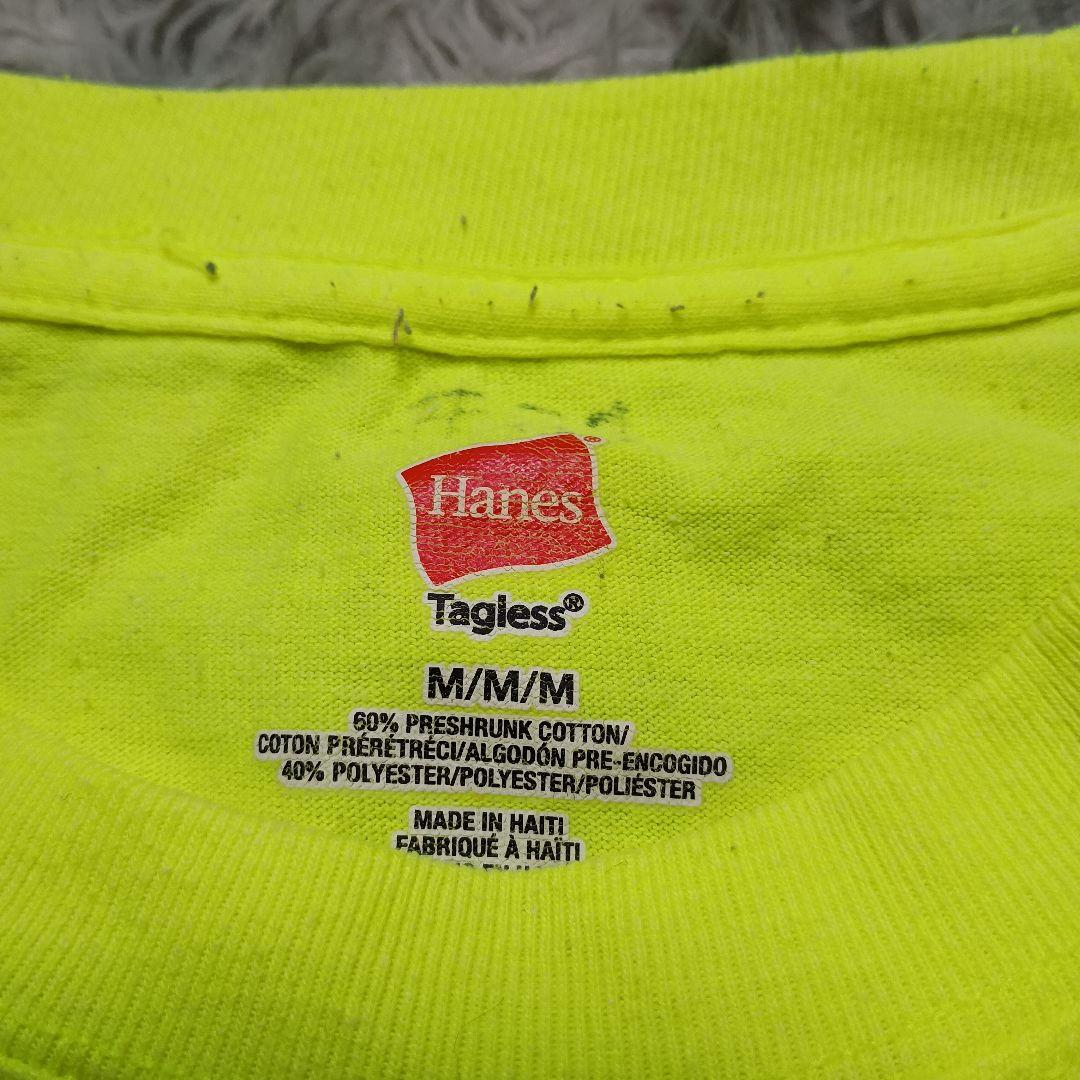 Hanes®
Tagless®
M/M/M
60% PRESHRUNK COTTON/
COTON PRÉRÉTRÉCI/ALGODÓN PRE-ENCOGIDO
40% POLYESTER/POLYESTER/POLIÉSTER
MADE IN HAITI
FABRIQUÉ À HAÏTI